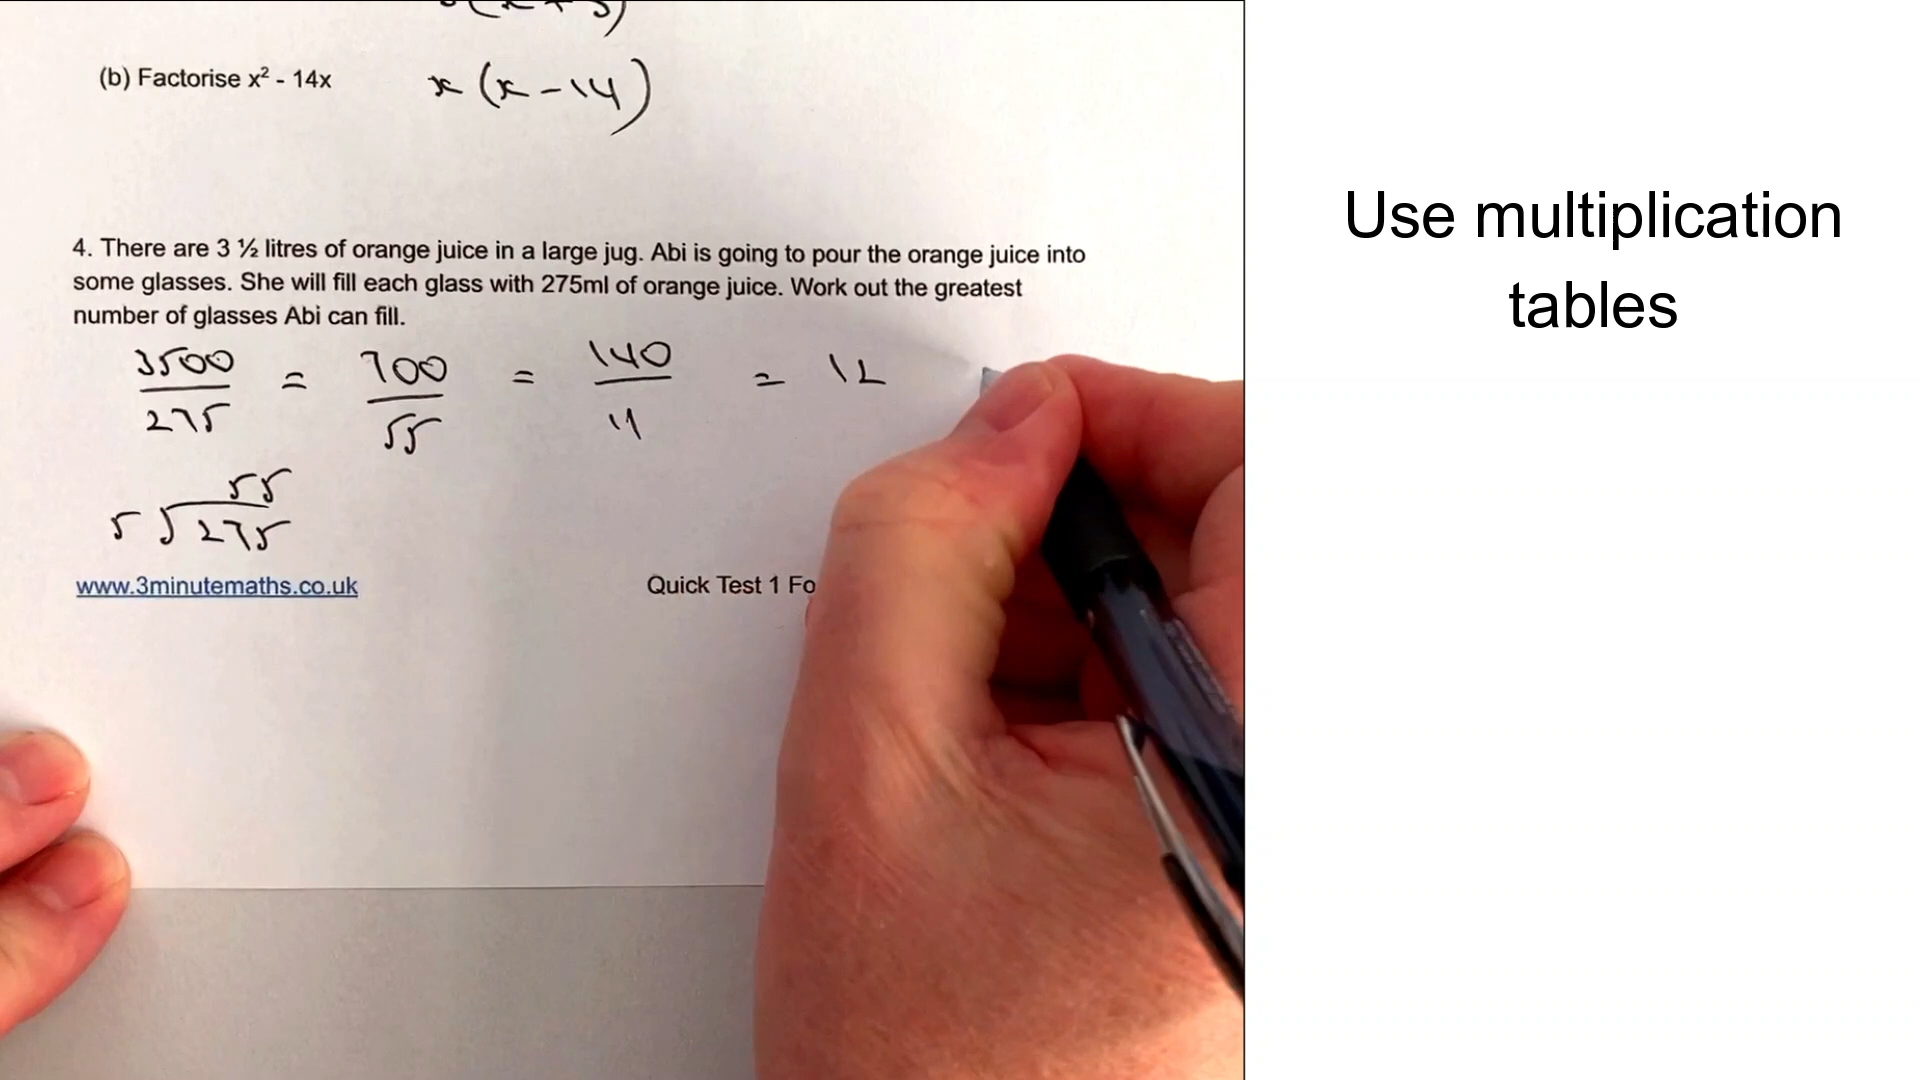 (b) Factorise x² - 14x
x(x-14)
4. There are 3 ½ litres of orange juice in a large jug. Abi is going to pour the orange juice into
some glasses. She will fill each glass with 275ml of orange juice. Work out the greatest
number of glasses Abi can fill.
3500/275 = 700/55 = 140/11 = 12
55
5 275
www.3minutemaths.co.uk
Quick Test 1 Fo
Use multiplication
tables